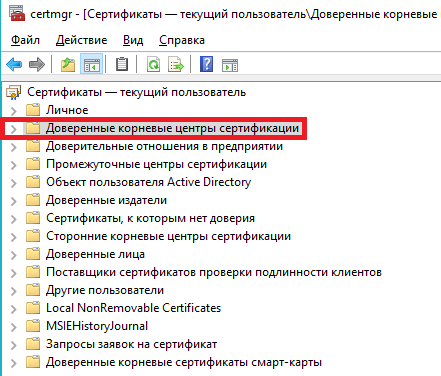 certmgr - [Сертификаты — текущий пользователь\Доверенные корневые
Файл Действие Вид Справка
Сертификаты — текущий пользователь
Личное
Доверенные корневые центры сертификации
Доверительные отношения в предприятии
Промежуточные центры сертификации
Объект пользователя Active Directory
Доверенные издатели
Сертификаты, к которым нет доверия
Сторонние корневые центры сертификации
Доверенные лица
Поставщики сертификатов проверки подлинности клиентов
Другие пользователи
Local NonRemovable Certificates
MSIEHistoryJournal
Запросы заявок на сертификат
Доверенные корневые сертификаты смарт-карты